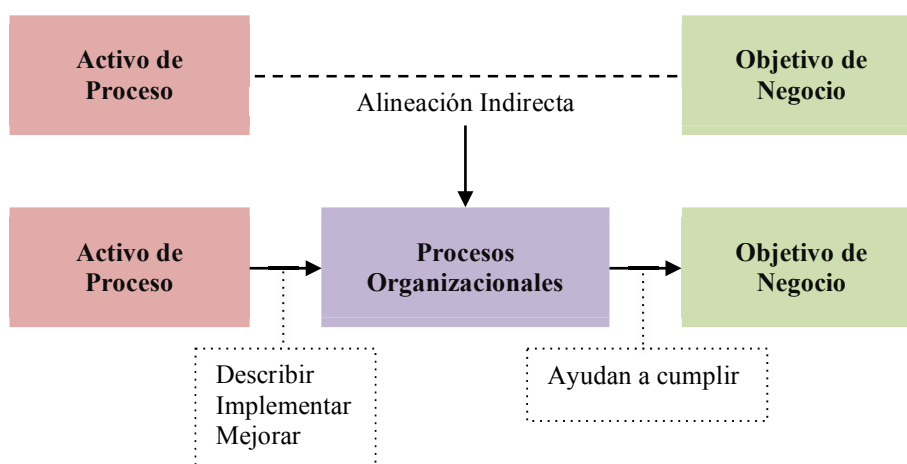 Activo de
Proceso
Objetivo de
Negocio
Alineación Indirecta
Activo de
Proceso
Procesos
Organizacionales
Objetivo de
Negocio
Describir
Implementar
Mejorar
Ayudan a cumplir